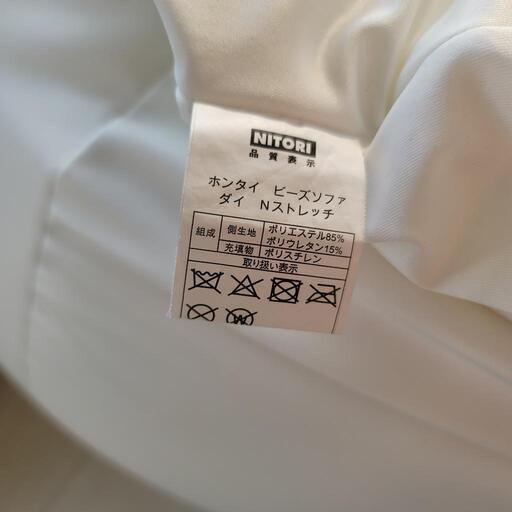 NITORI
品質表示
ホンタイ ビーズソファ
ダイ Nストレッチ
組成 側生地 ポリエステル85%
ポリウレタン15%
充填物 ポリスチレン
取り扱い表示